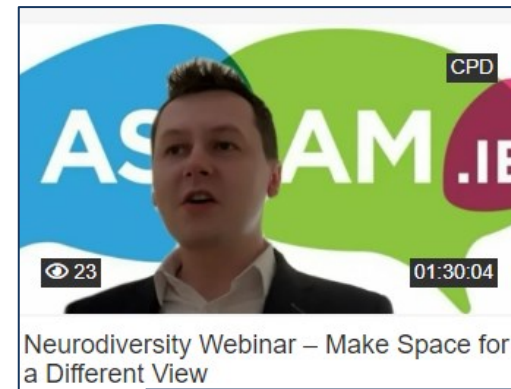 CPD
AS AM .IE
23
01:30:04
Neurodiversity Webinar – Make Space for
a Different View